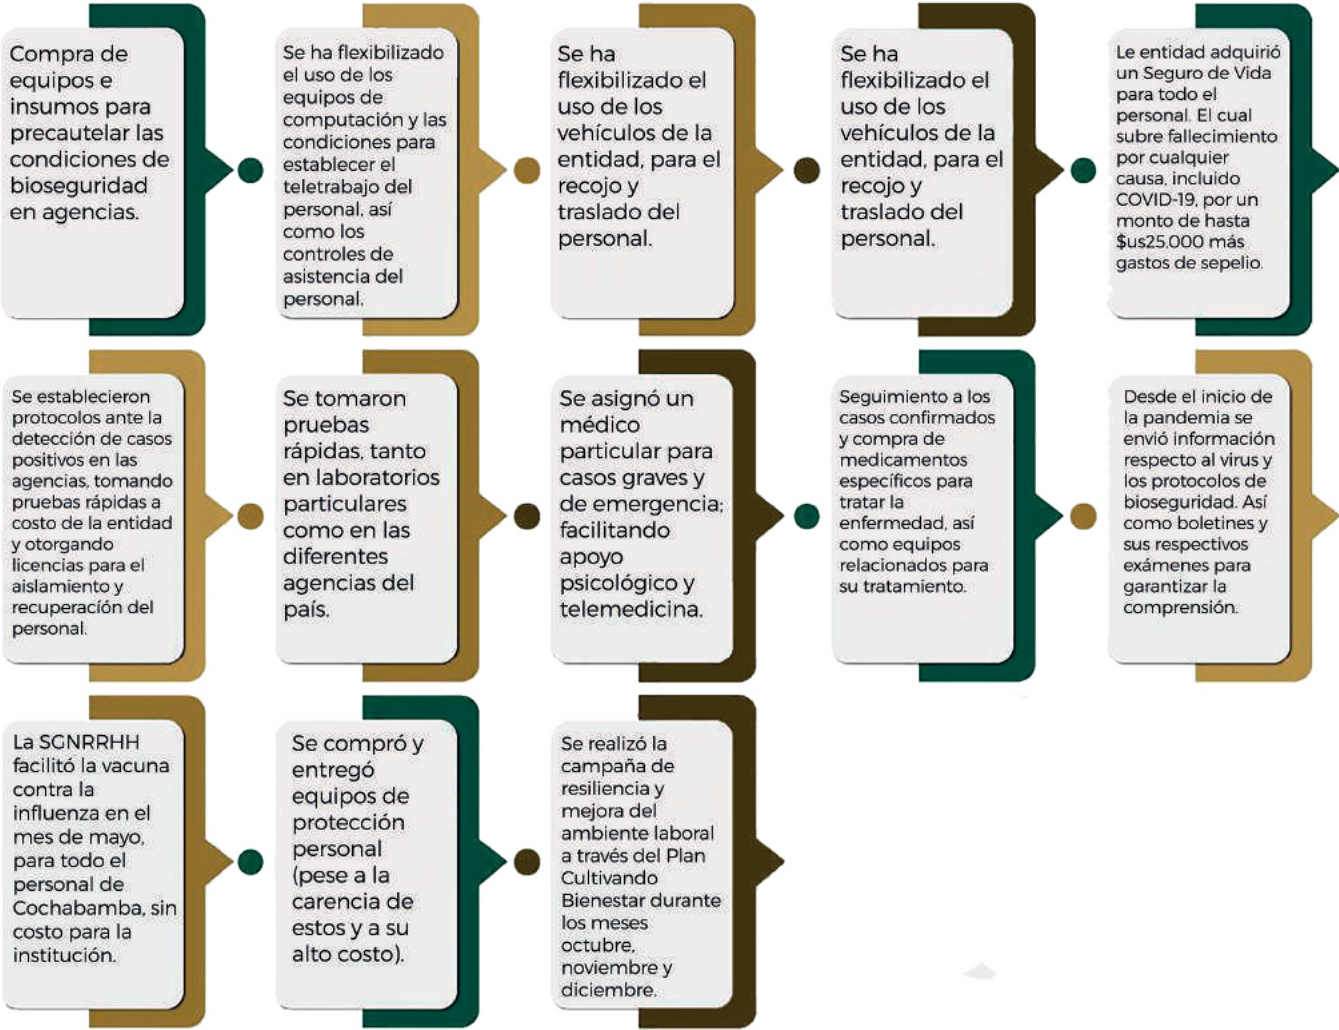 Compra de
equipos e
insumos para
precautelar las
condiciones de
bioseguridad
en agencias.
Se ha flexibilizado
el uso de los
equipos de
computación y las
condiciones para
establecer el
teletrabajo del
personal, así
como los
controles de
asistencia del
personal.
Se ha
flexibilizado el
uso de los
vehículos de la
entidad, para el
recojo y
traslado del
personal.
Se ha
flexibilizado el
uso de los
vehículos de la
entidad, para el
recojo y
traslado del
personal.
Le entidad adquirió
un Seguro de Vida
para todo el
personal. El cual
subre fallecimiento
por cualquier
causa, incluido
COVID-19, por un
monto de hasta
$us25,000 más
gastos de sepelio.
Se establecieron
protocolos ante la
detección de casos
positivos en las
agencias, tomando
pruebas rápidas a
costo de la entidad
y otorgando
licencias para el
aislamiento y
recuperación del
personal.
Se tomaron
pruebas
rápidas, tanto
en laboratorios
particulares
como en las
diferentes
agencias del
país.
Se asignó un
médico
particular para
casos graves y
de emergencia;
facilitando
apoyo
psicológico y
telemedicina.
Seguimiento a los
casos confirmados
y compra de
medicamentos
específicos para
tratar la
enfermedad, así
como equipos
relacionados para
su tratamiento.
Desde el inicio de
la pandemia se
envió información
respecto al virus y
los protocolos de
bioseguridad. Así
como boletines y
sus respectivos
exámenes para
garantizar la
comprensión.
La SGNRRHH
facilitó la vacuna
contra la
influenza en el
mes de mayo,
para todo el
personal de
Cochabamba, sin
costo para la
institución.
Se compró y
entregó
equipos de
protección
personal
(pese a la
carencia de
estos y a su
alto costo).
Se realizó la
campaña de
resiliencia y
mejora del
ambiente laboral
a través del Plan
Cultivando
Bienestar durante
los meses
octubre,
noviembre y
diciembre.